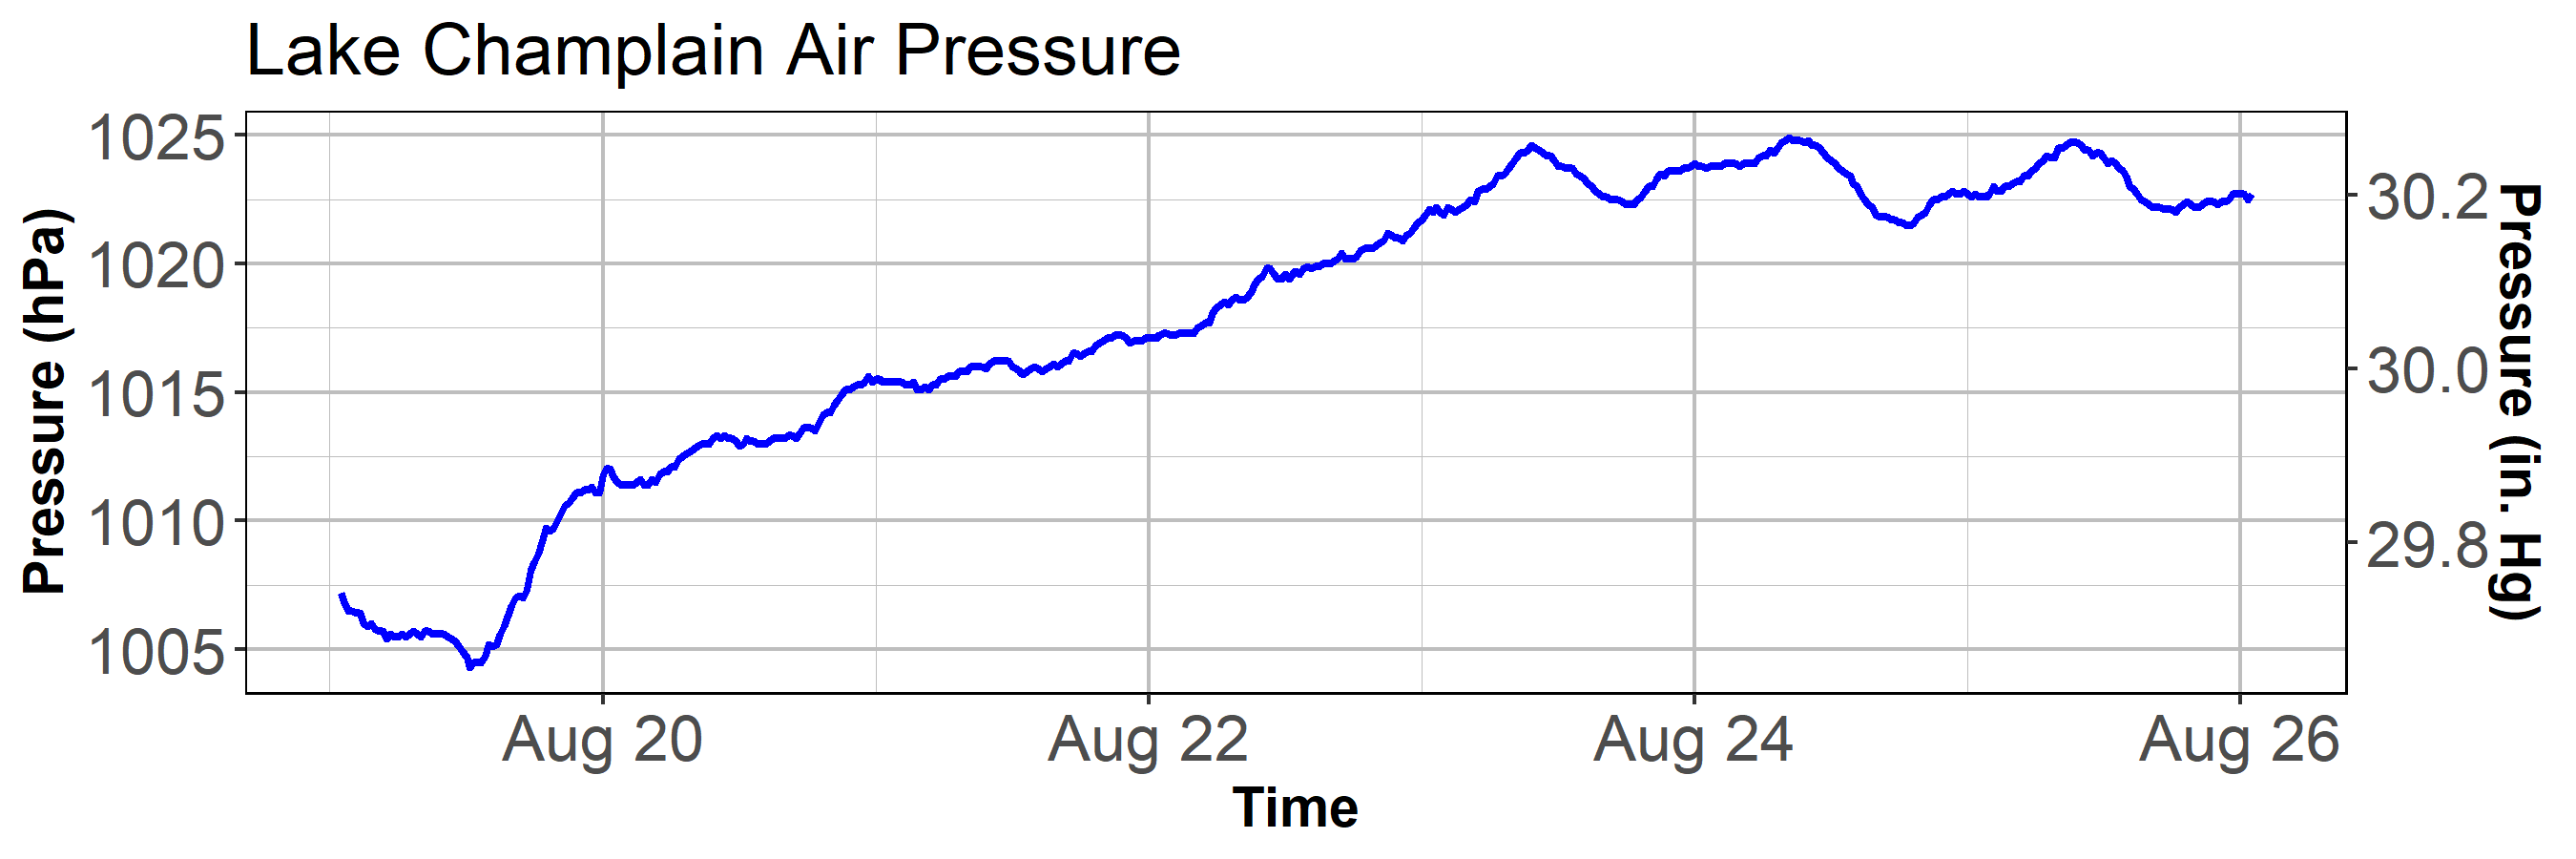 Lake Champlain Air Pressure
1025
1020
1015
1010
1005
Pressure (hPa)
30.2
30.0
29.8
Pressure (in. Hg)
Aug 20
Aug 22
Aug 24
Aug 26
Time